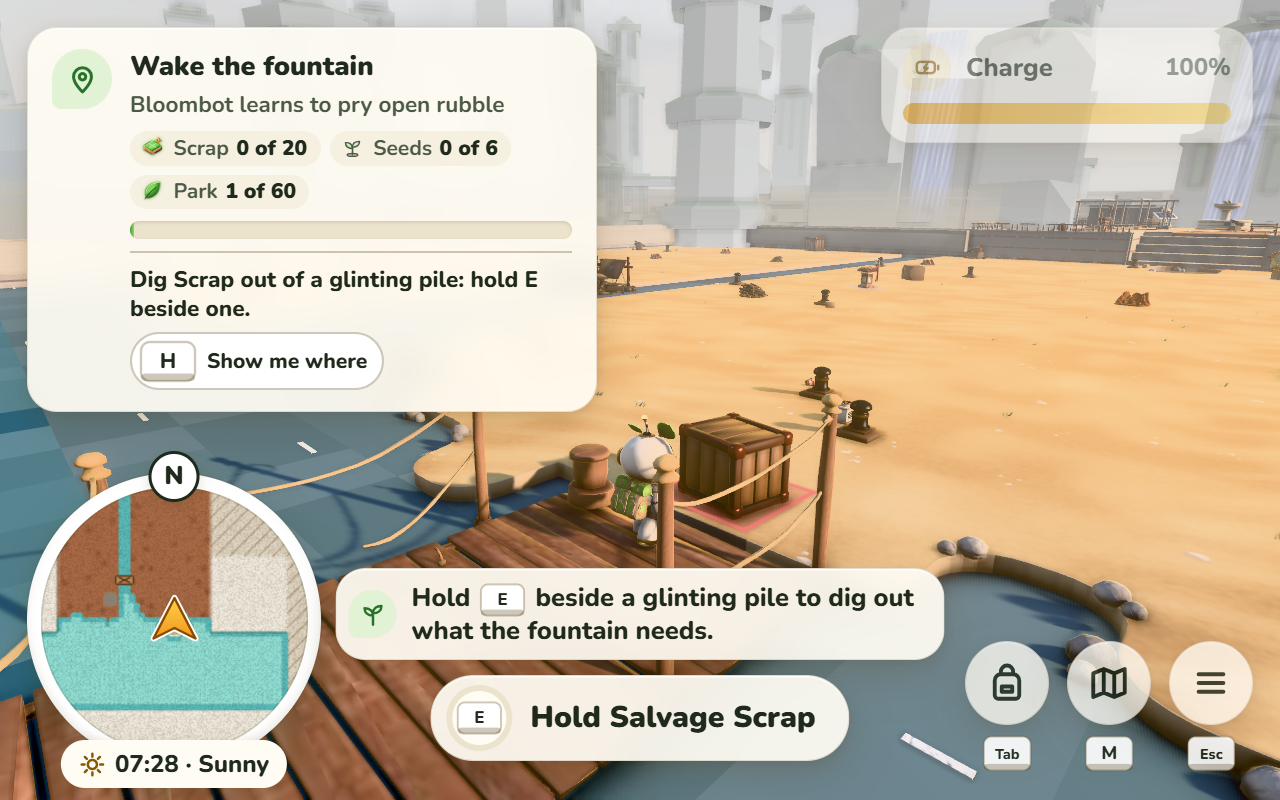 Wake the fountain
Bloombot learns to pry open rubble
Scrap 0 of 20 Seeds 0 of 6
Park 1 of 60
Dig Scrap out of a glinting pile: hold E
beside one.
H Show me where
Charge 100%
N
Hold E beside a glinting pile to dig out
what the fountain needs.
E Hold Salvage Scrap
07:28 · Sunny
Tab M Esc